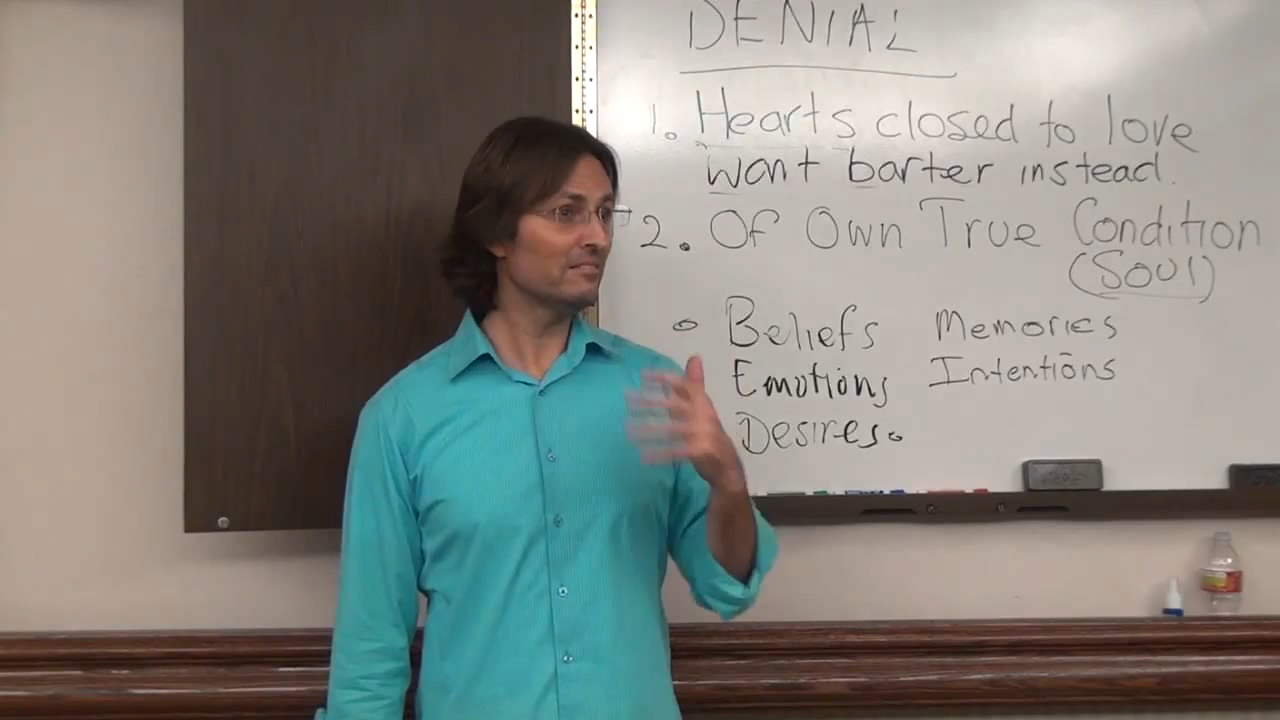 DENIAL
1. Hearts closed to love
want barter instead.
2. Of Own True Condition
(Soul)
Beliefs Memories
Emotions Intentions
Desires